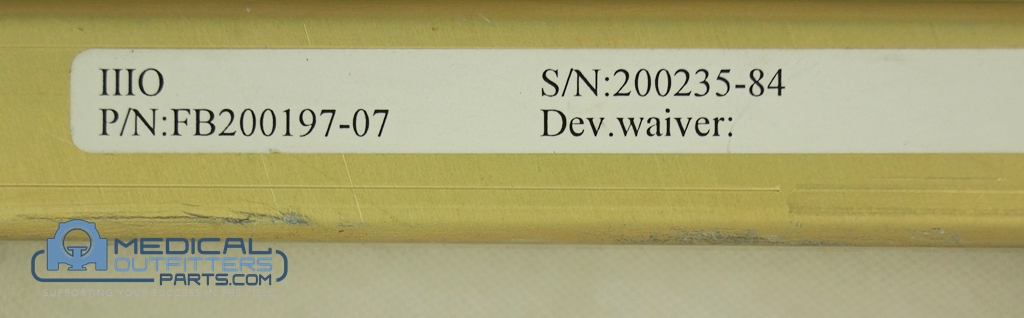 IIIO
P/N:FB200197-07
S/N:200235-84
Dev.waiver:
MEDICAL
OUTFITTERS
PARTS.COM